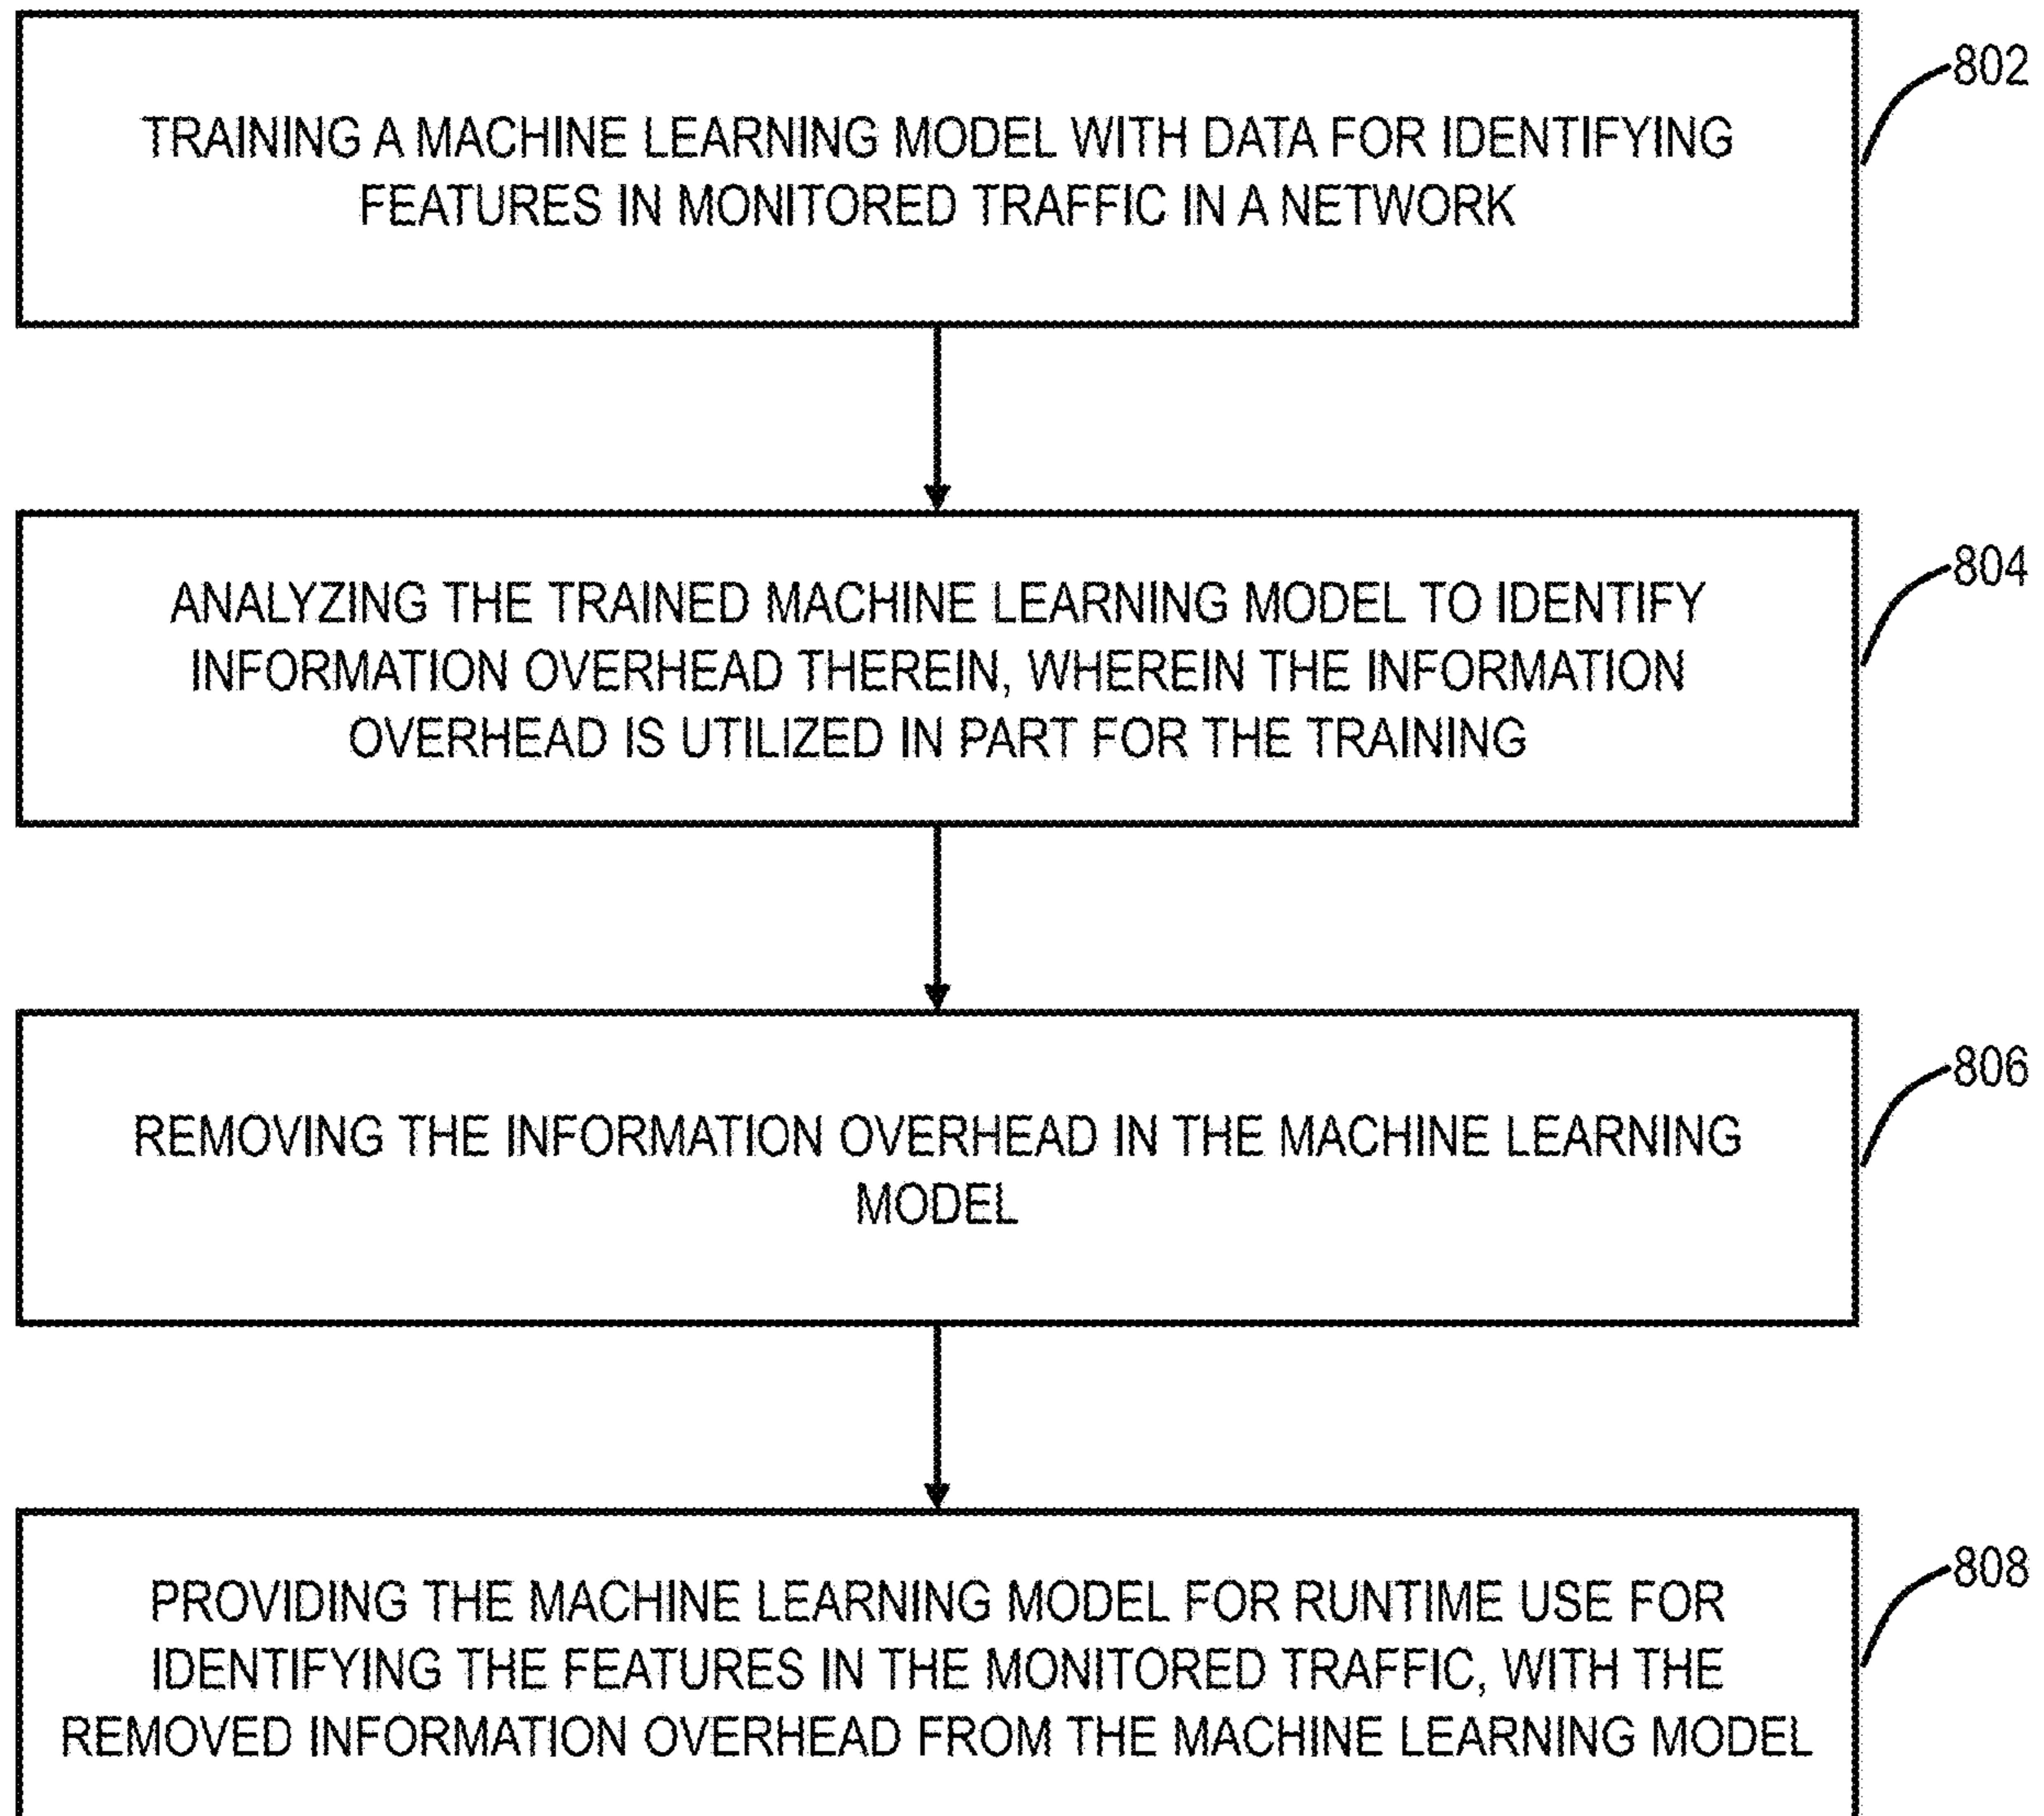 802
TRAINING A MACHINE LEARNING MODEL WITH DATA FOR IDENTIFYING
FEATURES IN MONITORED TRAFFIC IN A NETWORK
804
ANALYZING THE TRAINED MACHINE LEARNING MODEL TO IDENTIFY
INFORMATION OVERHEAD THEREIN, WHEREIN THE INFORMATION
OVERHEAD IS UTILIZED IN PART FOR THE TRAINING
806
REMOVING THE INFORMATION OVERHEAD IN THE MACHINE LEARNING
MODEL
808
PROVIDING THE MACHINE LEARNING MODEL FOR RUNTIME USE FOR
IDENTIFYING THE FEATURES IN THE MONITORED TRAFFIC, WITH THE
REMOVED INFORMATION OVERHEAD FROM THE MACHINE LEARNING MODEL